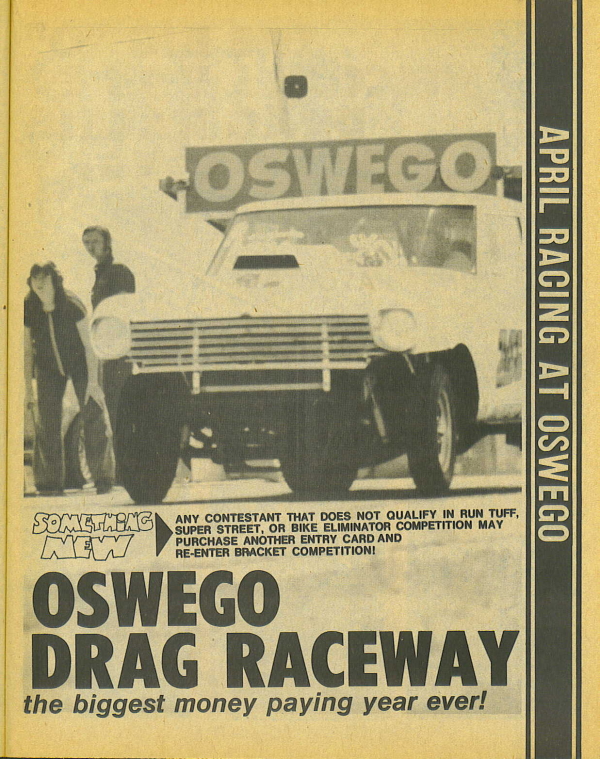 OSWEGO
APRIL RACING AT OSWEGO
SOMETHING
NEW
ANY CONTESTANT THAT DOES NOT QUALIFY IN RUN TUFF,
SUPER STREET, OR BIKE ELIMINATOR COMPETITION MAY
PURCHASE ANOTHER ENTRY CARD AND
RE-ENTER BRACKET COMPETITION!
OSWEGO
DRAG RACEWAY
the biggest money paying year ever!